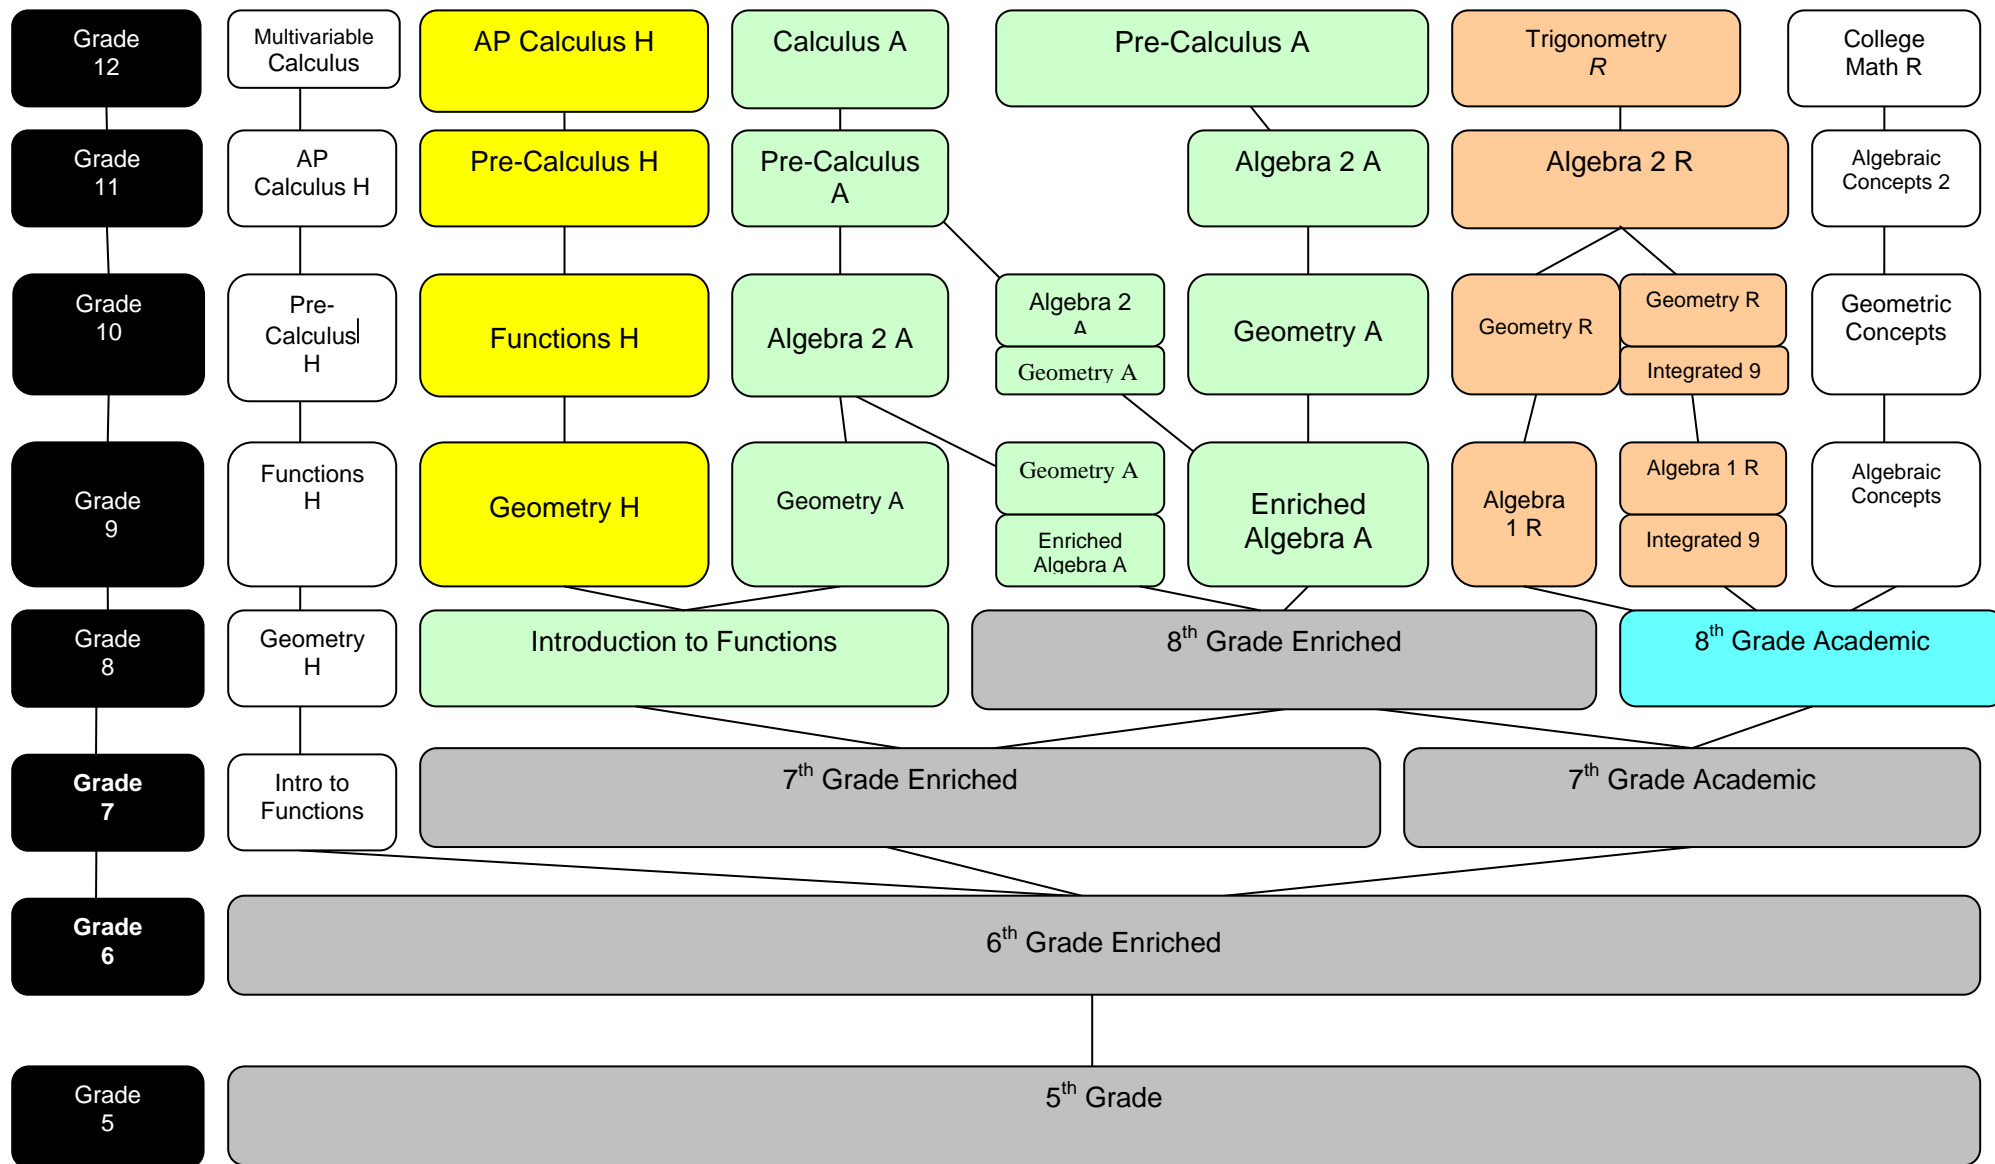 Grade
12
Multivariable
Calculus
AP Calculus H
Calculus A
Pre-Calculus A
Trigonometry
R
College
Math R
Grade
11
AP
Calculus H
Pre-Calculus H
Pre-Calculus
A
Algebra 2 A
Algebra 2 R
Algebraic
Concepts 2
Grade
10
Pre-
Calculus
H
Functions H
Algebra 2 A
Algebra 2
A
Geometry A
Geometry A
Geometry R
Geometry R
Integrated 9
Geometric
Concepts
Grade
9
Functions
H
Geometry H
Geometry A
Geometry A
Enriched
Algebra A
Enriched
Algebra A
Algebra
1 R
Algebra 1 R
Integrated 9
Algebraic
Concepts
Grade
8
Geometry
H
Introduction to Functions
8th Grade Enriched
8th Grade Academic
Grade
7
Intro to
Functions
7th Grade Enriched
7th Grade Academic
Grade
6
6th Grade Enriched
Grade
5
5th Grade